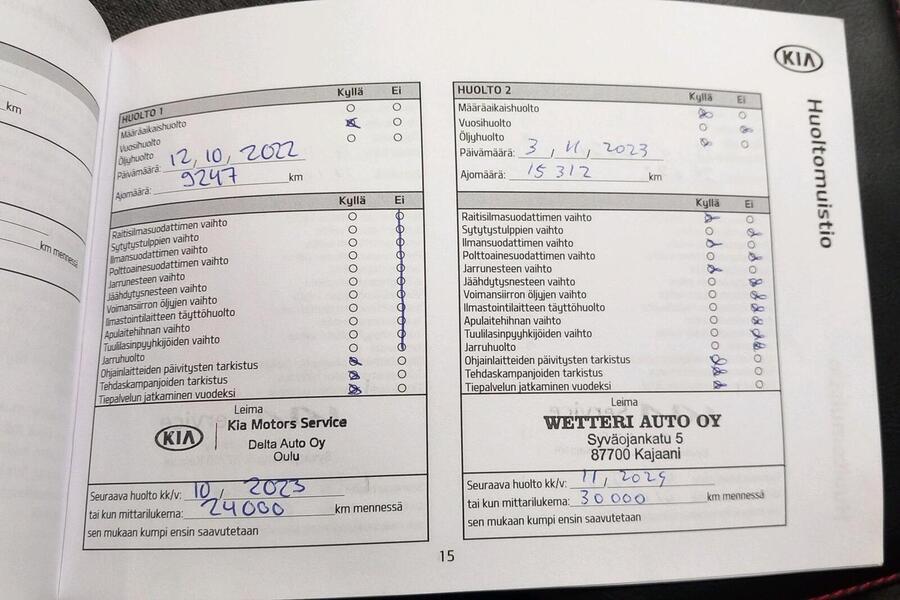 KIA
Huoltomuistio
km
km mennessä
HUOLTO 1 Kyllä Ei
Määräaikaishuolto
Vuosihuolto
Öljyhuolto
Päivämäärä: 12, 10, 2022
Ajomäärä: 9247 km
Kyllä Ei
Raitisilmasuodattimen vaihto
Sytytystulppien vaihto
Ilmansuodattimen vaihto
Polttoainesuodattimen vaihto
Jarrunesteen vaihto
Jäähdytysnesteen vaihto
Voimansiirron öljyjen vaihto
Ilmastointilaitteen täyttöhuolto
Apulaitehihnan vaihto
Tuulilasinpyyhkijöiden vaihto
Jarruhuolto
Ohjainlaitteiden päivitysten tarkistus
Tehdaskampanjoiden tarkistus
Tiepalvelun jatkaminen vuodeksi
Leima
KIA Kia Motors Service
Delta Auto Oy
Oulu
Seuraava huolto kk/v: 10, 2023
tai kun mittarilukema: 24000 km mennessä
sen mukaan kumpi ensin saavutetaan
HUOLTO 2 Kyllä Ei
Määräaikaishuolto
Vuosihuolto
Öljyhuolto
Päivämäärä: 3, 11, 2023
Ajomäärä: 15 312 km
Kyllä Ei
Raitisilmasuodattimen vaihto
Sytytystulppien vaihto
Ilmansuodattimen vaihto
Polttoainesuodattimen vaihto
Jarrunesteen vaihto
Jäähdytysnesteen vaihto
Voimansiirron öljyjen vaihto
Ilmastointilaitteen täyttöhuolto
Apulaitehihnan vaihto
Tuulilasinpyyhkijöiden vaihto
Jarruhuolto
Ohjainlaitteiden päivitysten tarkistus
Tehdaskampanjoiden tarkistus
Tiepalvelun jatkaminen vuodeksi
Leima
WETTERI AUTO OY
Syväojankatu 5
87700 Kajaani
Seuraava huolto kk/v: 11, 2024
tai kun mittarilukema: 30000 km mennessä
sen mukaan kumpi ensin saavutetaan
15